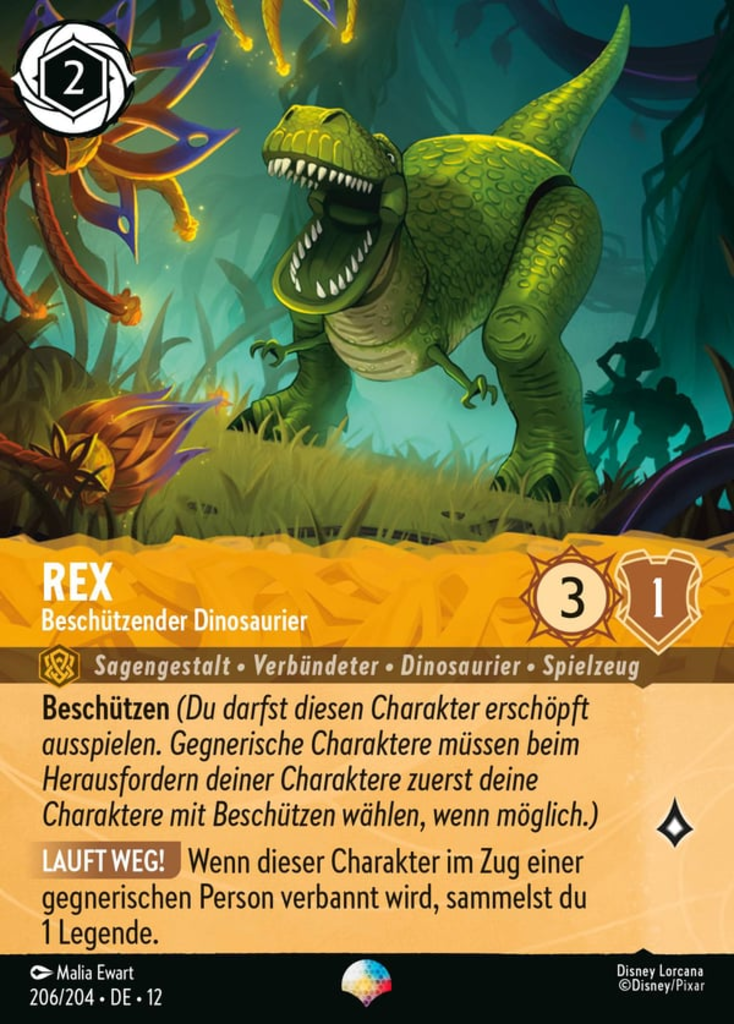 2
REX
Beschützender Dinosaurier
3
1
Sagengestalt • Verbündeter • Dinosaurier • Spielzeug
Beschützen (Du darfst diesen Charakter erschöpft
ausspielen. Gegnerische Charaktere müssen beim
Herausfordern deiner Charaktere zuerst deine
Charaktere mit Beschützen wählen, wenn möglich.)
LAUFT WEG! Wenn dieser Charakter im Zug einer
gegnerischen Person verbannt wird, sammelst du
1 Legende.
Malia Ewart
206/204 • DE • 12
Disney Lorcana
©Disney/Pixar